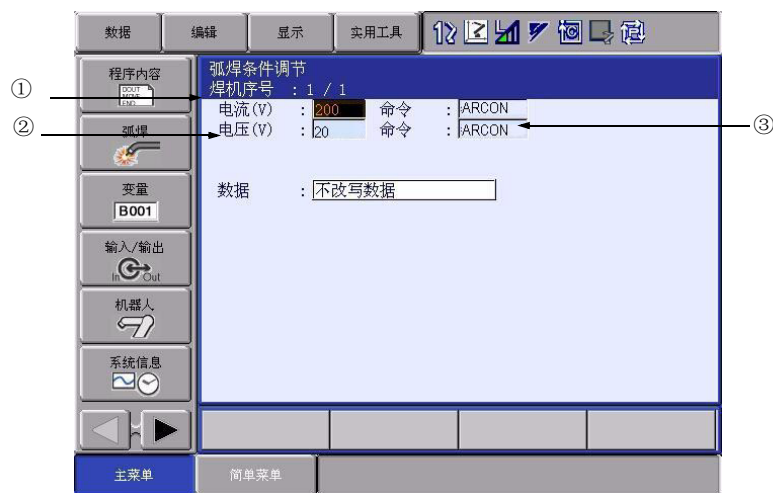 数据 编辑 显示 实用工具
程序内容
DOUT
MOVE
END
弧焊
变量
B001
输入/输出
In Out
机器人
系统信息
弧焊条件调节
焊机序号 : 1 / 1
电流(V) : 200 命令 : ARCON
电压(V) : 20 命令 : ARCON
数据 : 不改写数据
主菜单 简单菜单
①
②
③